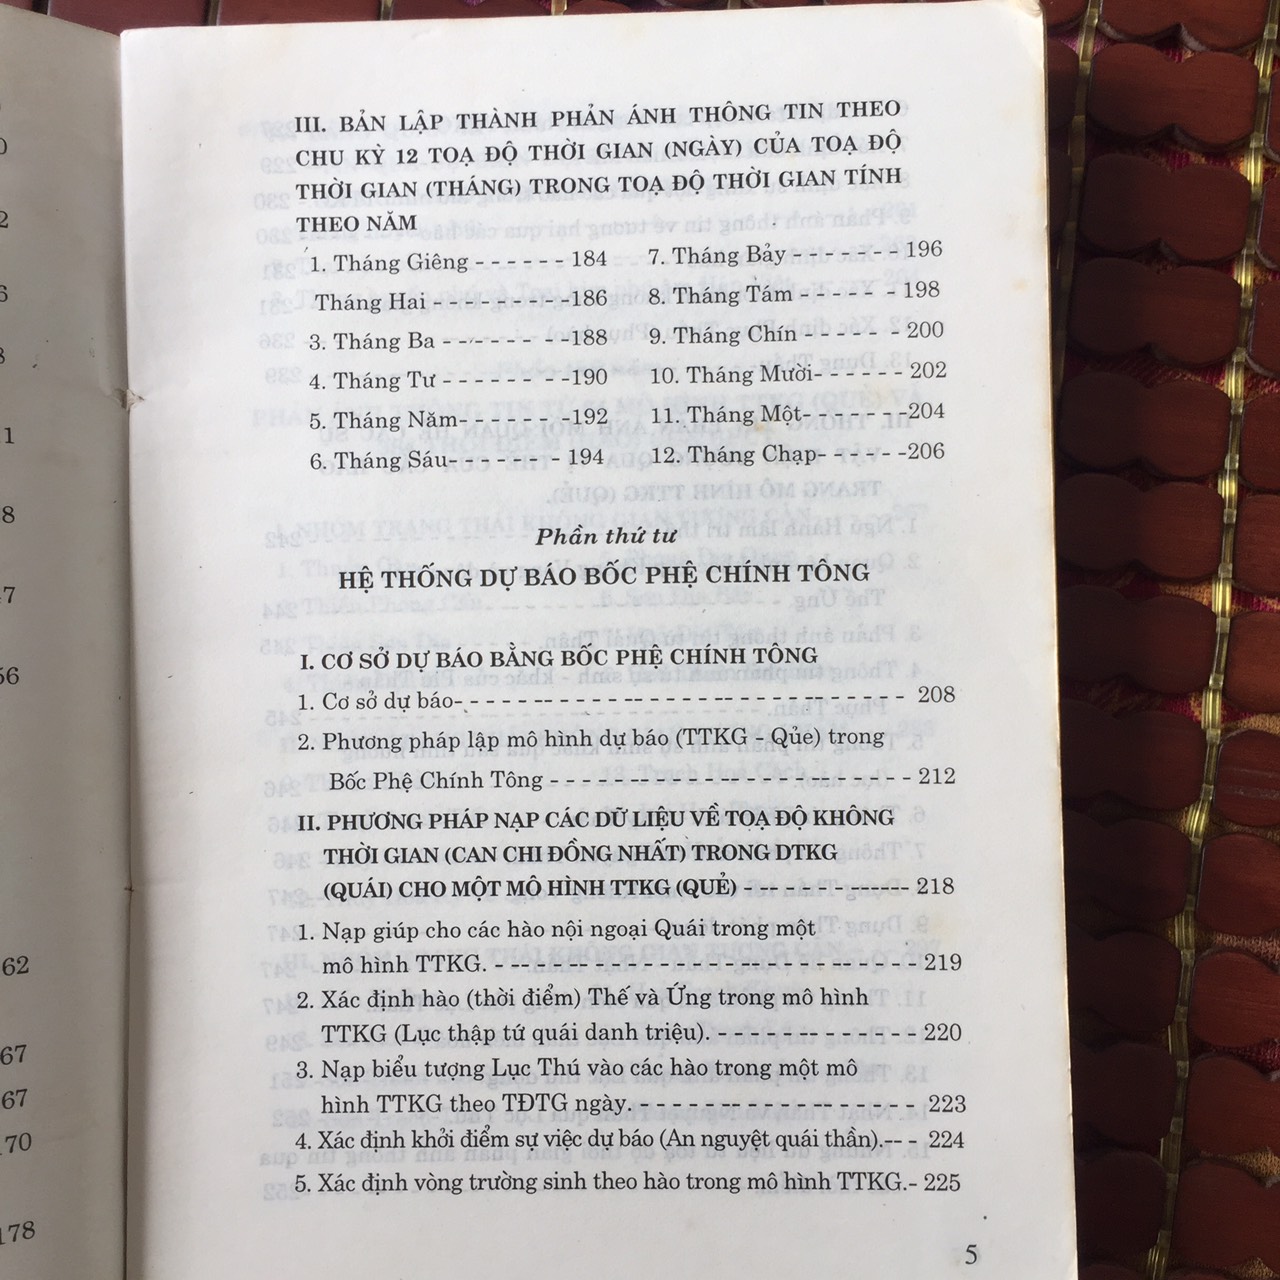 III. BẢN LẬP THÀNH PHẢN ÁNH THÔNG TIN THEO
CHU KỲ 12 TOẠ ĐỘ THỜI GIAN (NGÀY) CỦA TOẠ ĐỘ
THỜI GIAN (THÁNG) TRONG TOẠ ĐỘ THỜI GIAN TÍNH
THEO NĂM
1. Tháng Giêng - - - - - - 184
Tháng Hai - - - - - - - -186
3. Tháng Ba - - - - - - - -188
4. Tháng Tư - - - - - - - -190
5. Tháng Năm- - - - - - -192
6. Tháng Sáu- - - - - - - 194
7. Tháng Bảy - - - - - - - 196
8. Tháng Tám - - - - - - 198
9. Tháng Chín - - - - - - 200
10. Tháng Mười- - - - - - 202
11. Tháng Một- - - - - - -204
12. Tháng Chạp- - - - - -206
Phần thứ tư
HỆ THỐNG DỰ BÁO BỐC PHỆ CHÍNH TÔNG
I. CƠ SỞ DỰ BÁO BẰNG BỐC PHỆ CHÍNH TÔNG
1. Cơ sở dự báo- - - - - - - - - - - - - - - - - - - - - - - - 208
2. Phương pháp lập mô hình dự báo (TTKG - Qủe) trong
Bốc Phệ Chính Tông - - - - - - - - - - - - - - - - - - - - 212
II. PHƯƠNG PHÁP NẠP CÁC DỮ LIỆU VỀ TOẠ ĐỘ KHÔNG
THỜI GIAN (CAN CHI ĐỒNG NHẤT) TRONG DTKG
(QUÁI) CHO MỘT MÔ HÌNH TTKG (QUẺ) - -- - - - - ------ 218
1. Nạp giúp cho các hào nội ngoại Quái trong một
mô hình TTKG. - - - - - - - - - - - - - - - - - - - - - - 219
2. Xác định hào (thời điểm) Thế và Ứng trong mô hình
TTKG (Lục thập tứ quái danh triệu). - - - - - - - - - - - 220
3. Nạp biểu tượng Lục Thú vào các hào trong một mô
hình TTKG theo TĐTG ngày. - - - - - - - - - - - - - - - 223
4. Xác định khởi điểm sự việc dự báo (An nguyệt quái thần).-- - 224
5. Xác định vòng trường sinh theo hào trong mô hình TTKG.- 225
5
62
67
67
170
178